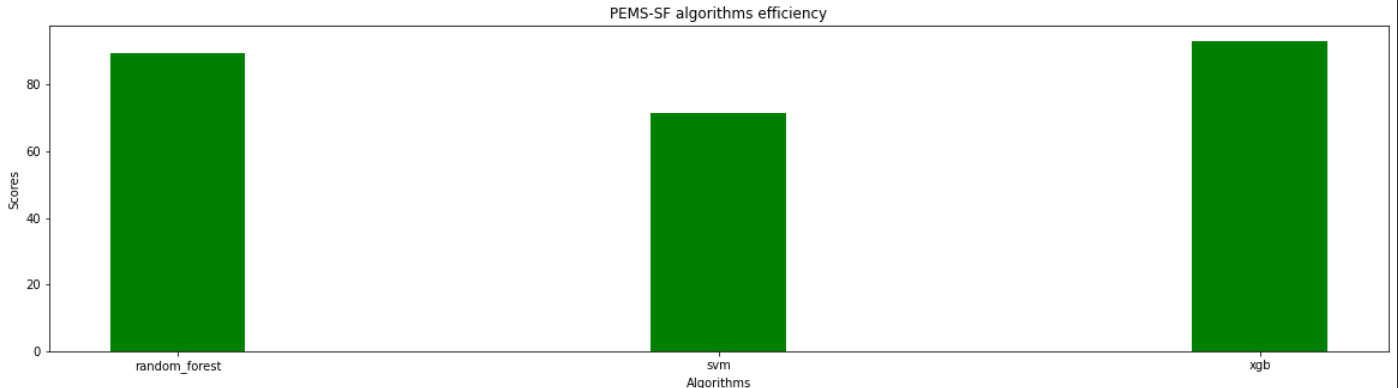 PEMS-SF algorithms efficiency
Scores
80
60
40
20
0
random_forest
svm
xgb
Algorithms